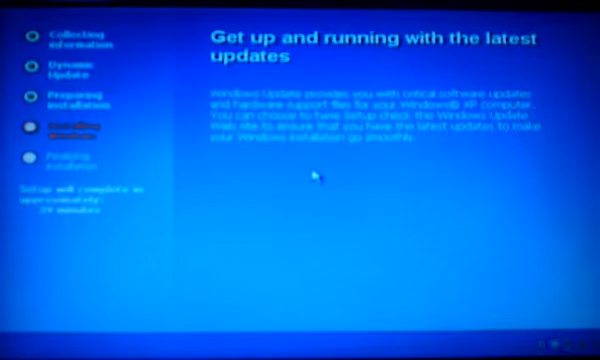 Collecting
information
Dynamic
Update
Preparing
installation
Installing
Windows
Finalizing
installation
Setup will complete in
approximately:
Get up and running with the latest
updates
Windows Update provides you with critical software updates
and hardware support files for your Windows® XP computer.
You can choose to have Setup check the Windows Update
Web site to ensure that you have the latest updates to make
your Windows installation go smoothly.